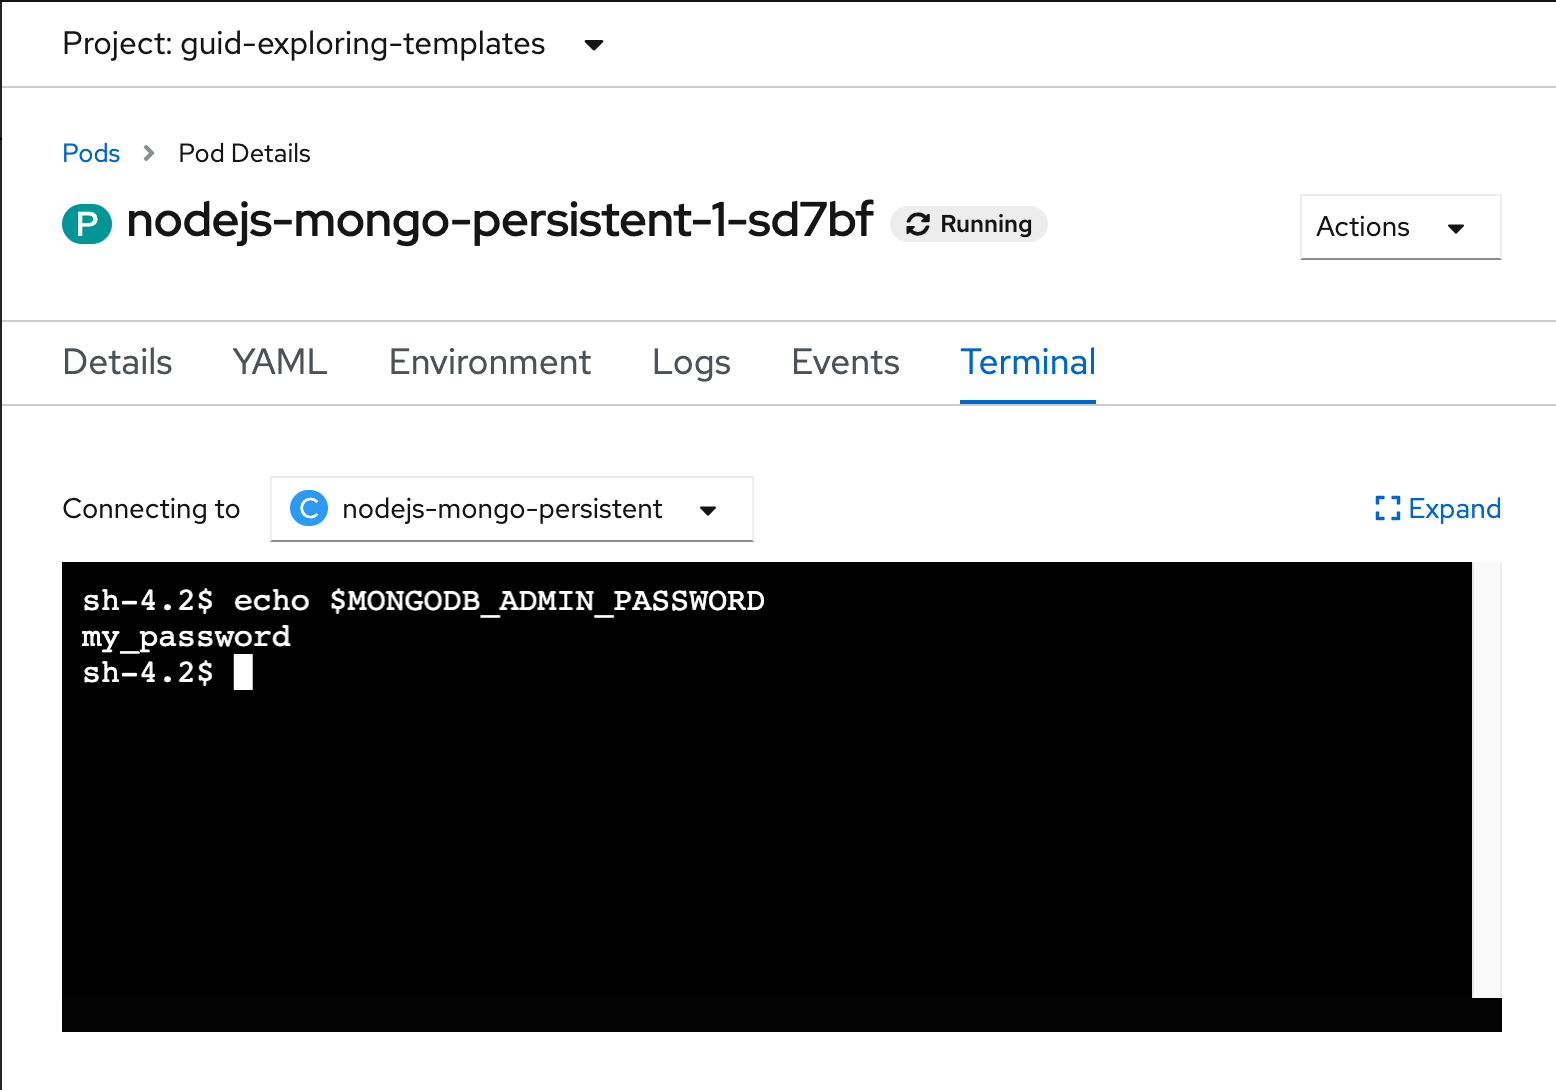 Project: guid-exploring-templates
Pods > Pod Details
P nodejs-mongo-persistent-1-sd7bf Running
Actions
Details YAML Environment Logs Events Terminal
Connecting to C nodejs-mongo-persistent Expand
sh-4.2$ echo $MONGODB_ADMIN_PASSWORD
my_password
sh-4.2$